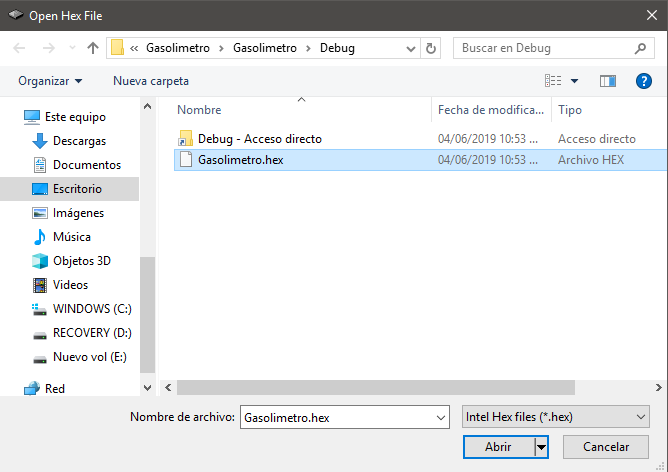 Open Hex File
« Gasolimetro > Gasolimetro > Debug
Buscar en Debug
Organizar
Nueva carpeta
Este equipo
Descargas
Documentos
Escritorio
Imágenes
Música
Objetos 3D
Videos
WINDOWS (C:)
RECOVERY (D:)
Nuevo vol (E:)
Red
Nombre Fecha de modifica... Tipo
Debug - Acceso directo 04/06/2019 10:53 ... Acceso directo
Gasolimetro.hex 04/06/2019 10:53 ... Archivo HEX
Nombre de archivo: Gasolimetro.hex Intel Hex files (*.hex)
Abrir Cancelar